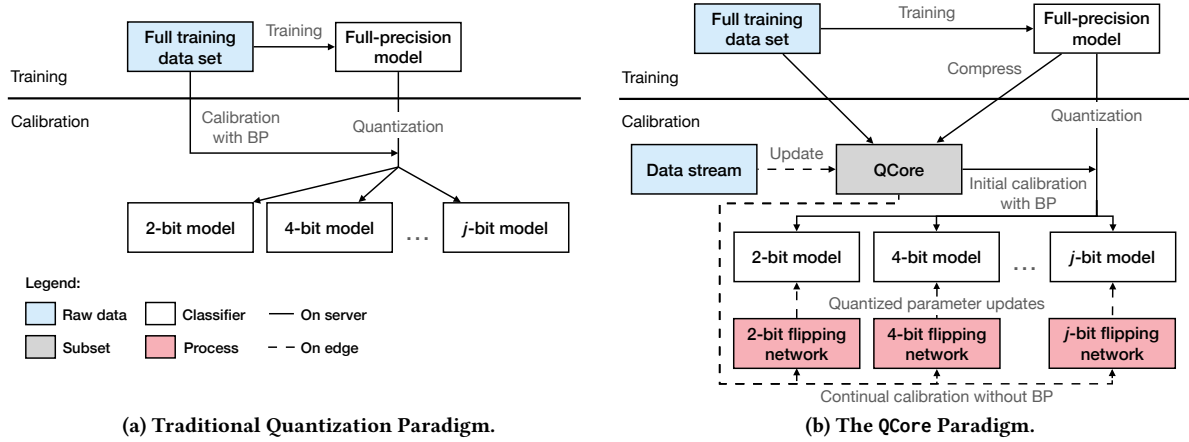 Full training
data set
Training
Full-precision
model
Training
Calibration
Calibration
with BP
Quantization
2-bit model
4-bit model
...
j-bit model
Legend:
Raw data
Classifier
On server
Subset
Process
On edge
(a) Traditional Quantization Paradigm.
Full training
data set
Training
Full-precision
model
Compress
Training
Calibration
Quantization
Data stream
Update
QCore
Initial calibration
with BP
2-bit model
4-bit model
...
j-bit model
Quantized parameter updates
2-bit flipping
network
4-bit flipping
network
j-bit flipping
network
Continual calibration without BP
(b) The QCore Paradigm.